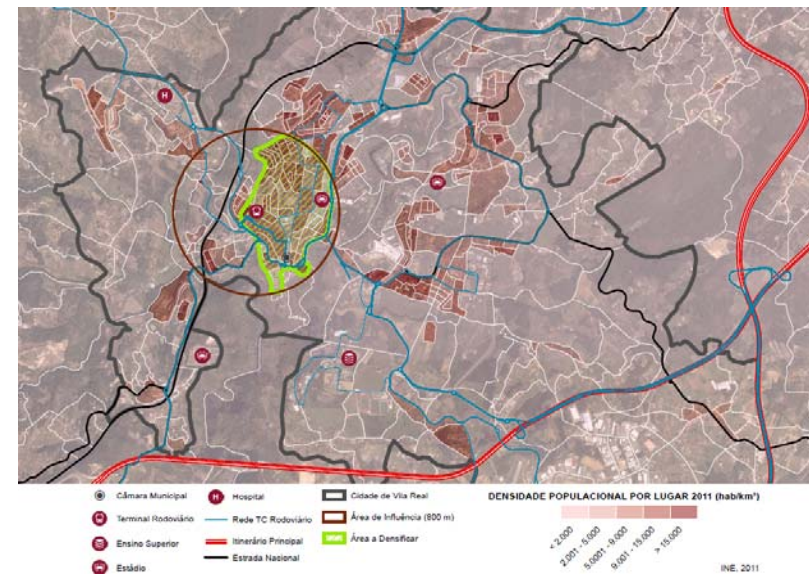 H
Câmara Municipal
Terminal Rodoviário
Ensino Superior
Estádio
H
Hospital
Rede TC Rodoviário
Itinerário Principal
Estrada Nacional
Cidade de Vila Real
Área de Influência (800 m)
Área a Densificar
DENSIDADE POPULACIONAL POR LUGAR 2011 (hab/km²)
< 2.000
2.001 - 5.000
5.0001 - 9.000
9.001 - 15.000
> 15.000
INE, 2011